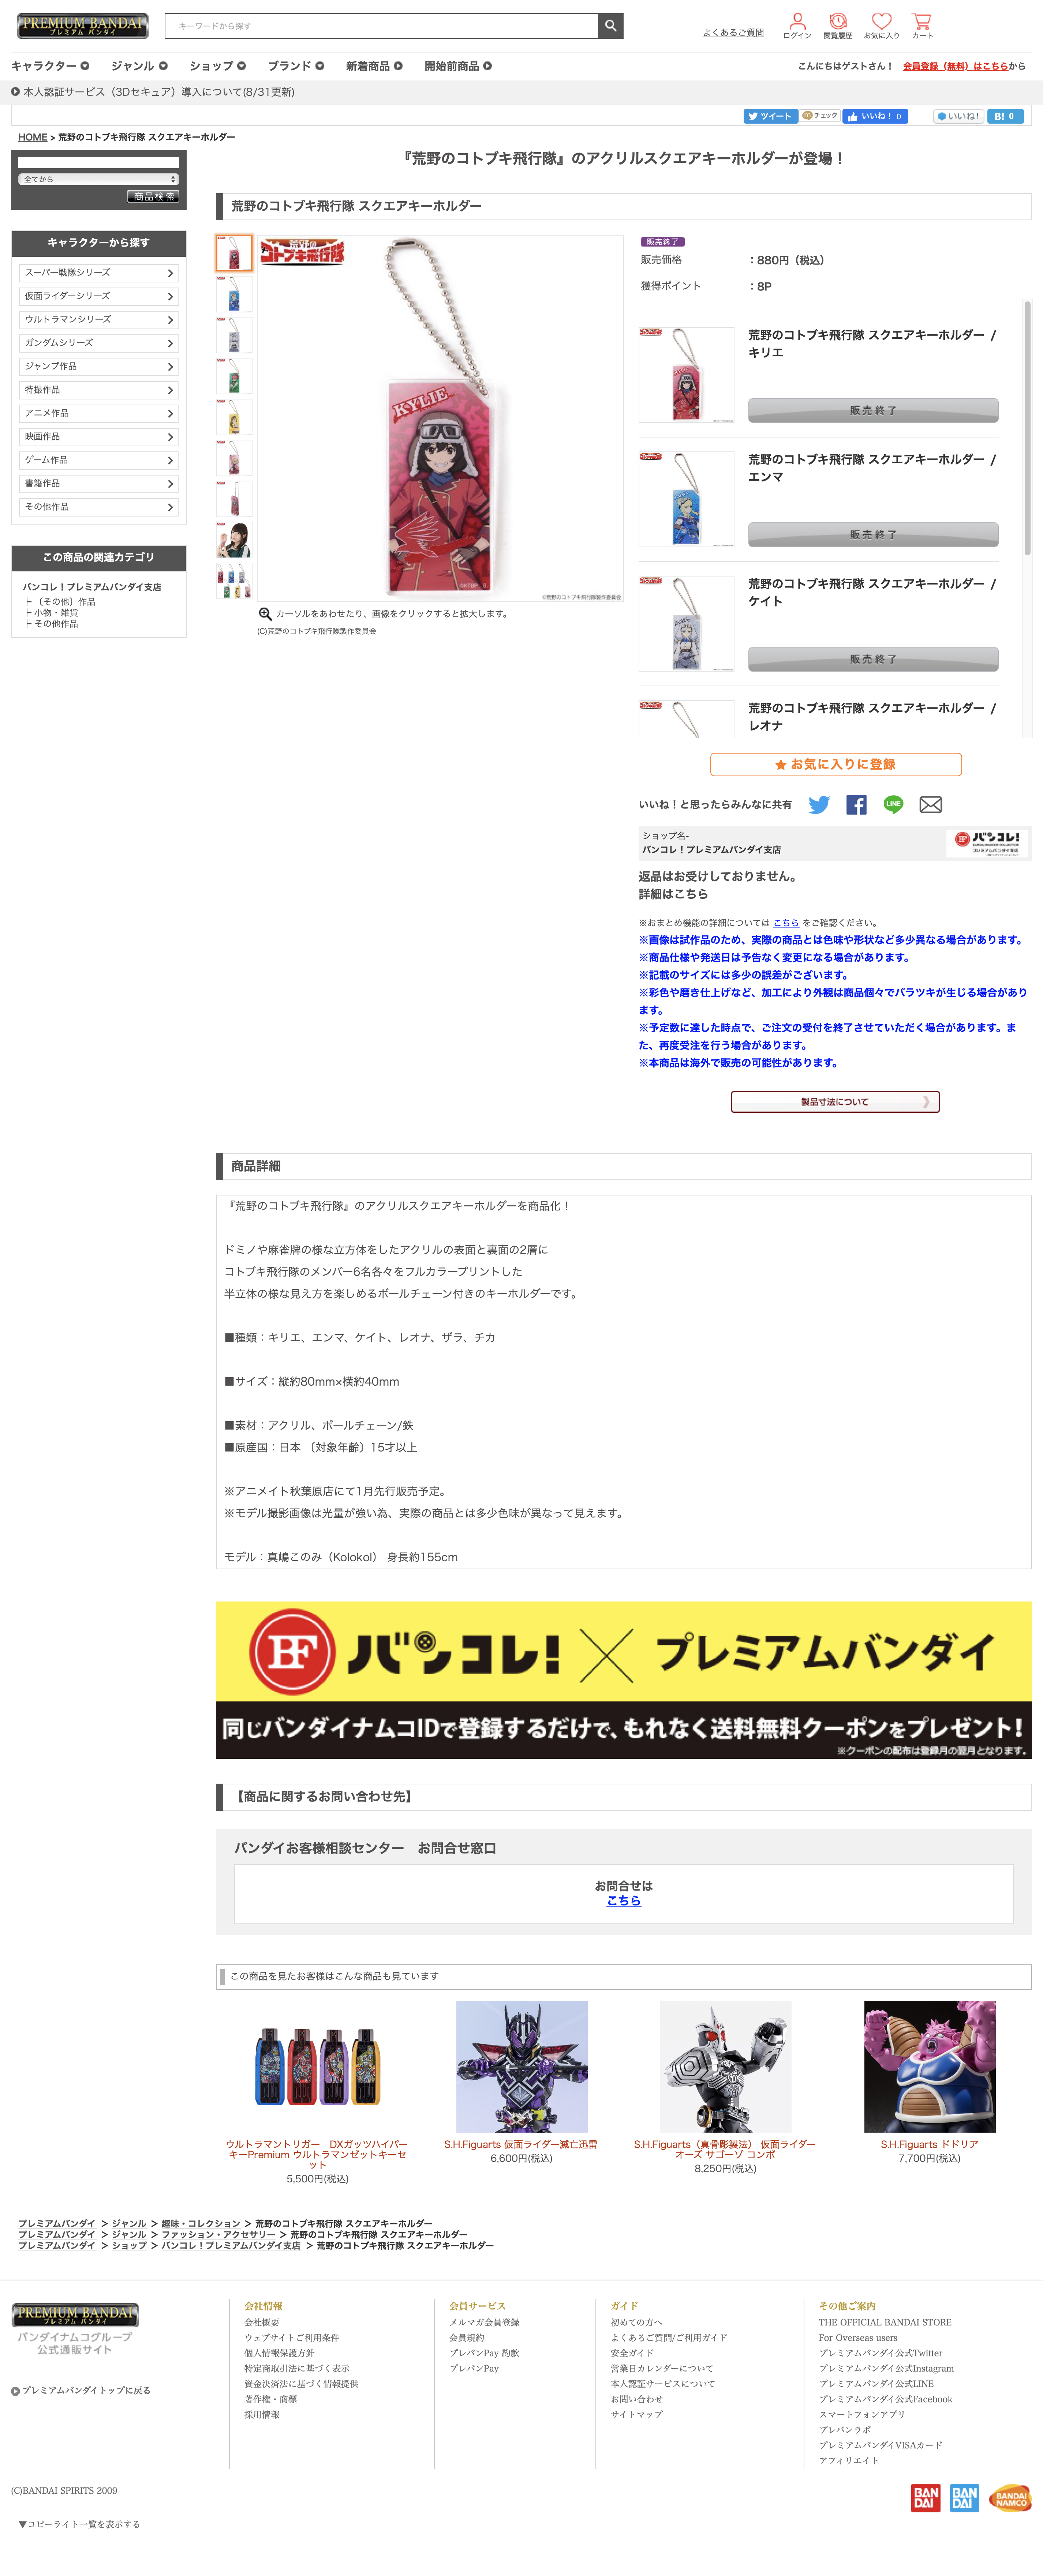 PREMIUM BANDAI
プレミアム バンダイ
キーワードから探す
よくあるご質問
ログイン
閲覧履歴
お気に入り
カート
キャラクター
ジャンル
ショップ
ブランド
新着商品
開始前商品
こんにちはゲストさん！ 会員登録（無料）はこちらから
本人認証サービス（3Dセキュア）導入について(8/31更新)
ツイート
チェック
いいね！ 0
いいね!
B! 0
HOME > 荒野のコトブキ飛行隊 スクエアキーホルダー
全てから
商品検索
キャラクターから探す
スーパー戦隊シリーズ
仮面ライダーシリーズ
ウルトラマンシリーズ
ガンダムシリーズ
ジャンプ作品
特撮作品
アニメ作品
映画作品
ゲーム作品
書籍作品
その他作品
この商品の関連カテゴリ
バンコレ！プレミアムバンダイ支店
├〔その他〕作品
├小物・雑貨
├その他作品
『荒野のコトブキ飛行隊』のアクリルスクエアキーホルダーが登場！
荒野のコトブキ飛行隊 スクエアキーホルダー
荒野の
コトブキ飛行隊
KYLIE
©荒野のコトブキ飛行隊製作委員会
カーソルをあわせたり、画像をクリックすると拡大します。
(C)荒野のコトブキ飛行隊製作委員会
販売終了
販売価格 ：880円（税込）
獲得ポイント ：8P
荒野のコトブキ飛行隊 スクエアキーホルダー /
キリエ
販売終了
荒野のコトブキ飛行隊 スクエアキーホルダー /
エンマ
販売終了
荒野のコトブキ飛行隊 スクエアキーホルダー /
ケイト
販売終了
荒野のコトブキ飛行隊 スクエアキーホルダー /
レオナ
★お気に入りに登録
いいね！と思ったらみんなに共有
LINE
ショップ名-
バンコレ！プレミアムバンダイ支店
バンコレ!
プレミアムバンダイ支店
返品はお受けしておりません。
詳細はこちら
※おまとめ機能の詳細については こちら をご確認ください。
※画像は試作品のため、実際の商品とは色味や形状など多少異なる場合があります。
※商品仕様や発送日は予告なく変更になる場合があります。
※記載のサイズには多少の誤差がございます。
※彩色や磨き仕上げなど、加工により外観は商品個々でバラツキが生じる場合があり
ます。
※予定数に達した時点で、ご注文の受付を終了させていただく場合があります。ま
た、再度受注を行う場合があります。
※本商品は海外で販売の可能性があります。
製品寸法について
商品詳細
『荒野のコトブキ飛行隊』のアクリルスクエアキーホルダーを商品化！
ドミノや麻雀牌の様な立方体をしたアクリルの表面と裏面の2層に
コトブキ飛行隊のメンバー6名各々をフルカラープリントした
半立体の様な見え方を楽しめるボールチェーン付きのキーホルダーです。
■種類：キリエ、エンマ、ケイト、レオナ、ザラ、チカ
■サイズ：縦約80mm×横約40mm
■素材：アクリル、ボールチェーン/鉄
■原産国：日本 〔対象年齢〕15才以上
※アニメイト秋葉原店にて1月先行販売予定。
※モデル撮影画像は光量が強い為、実際の商品とは多少色味が異なって見えます。
モデル：真嶋このみ（Kolokol） 身長約155cm
BF バンコレ!×プレミアムバンダイ
同じバンダイナムコIDで登録するだけで、もれなく送料無料クーポンをプレゼント!
※クーポンの配布は登録月の翌月となります。
【商品に関するお問い合わせ先】
バンダイお客様相談センター　お問合せ窓口
お問合せは
こちら
この商品を見たお客様はこんな商品も見ています
ウルトラマントリガー　DXガッツハイパー
キーPremium ウルトラマンゼットキーセ
ット
5,500円(税込)
S.H.Figuarts 仮面ライダー滅亡迅雷
6,600円(税込)
S.H.Figuarts（真骨彫製法） 仮面ライダー
オーズ サゴーゾ コンボ
8,250円(税込)
S.H.Figuarts ドドリア
7,700円(税込)
プレミアムバンダイ ＞ ジャンル ＞ 趣味・コレクション ＞ 荒野のコトブキ飛行隊 スクエアキーホルダー
プレミアムバンダイ ＞ ジャンル ＞ ファッション・アクセサリー ＞ 荒野のコトブキ飛行隊 スクエアキーホルダー
プレミアムバンダイ ＞ ショップ ＞ バンコレ！プレミアムバンダイ支店 ＞ 荒野のコトブキ飛行隊 スクエアキーホルダー
PREMIUM BANDAI
プレミアム バンダイ
バンダイナムコグループ
公式通販サイト
プレミアムバンダイトップに戻る
会社情報
会社概要
ウェブサイトご利用条件
個人情報保護方針
特定商取引法に基づく表示
資金決済法に基づく情報提供
著作権・商標
採用情報
会員サービス
メルマガ会員登録
会員規約
プレバンPay 約款
プレバンPay
ガイド
初めての方へ
よくあるご質問/ご利用ガイド
安全ガイド
営業日カレンダーについて
本人認証サービスについて
お問い合わせ
サイトマップ
その他ご案内
THE OFFICIAL BANDAI STORE
For Overseas users
プレミアムバンダイ公式Twitter
プレミアムバンダイ公式Instagram
プレミアムバンダイ公式LINE
プレミアムバンダイ公式Facebook
スマートフォンアプリ
プレバンラボ
プレミアムバンダイVISAカード
アフィリエイト
(C)BANDAI SPIRITS 2009
BAN
DAI
BAN
DAI
BANDAI
NAMCO
▼コピーライト一覧を表示する